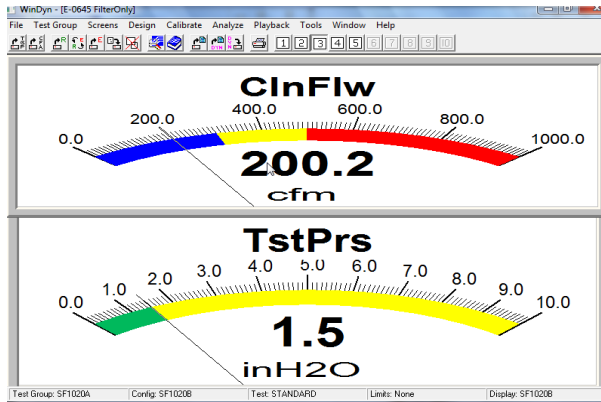 WinDyn - [E-0645 FilterOnly]
File Test Group Screens Design Calibrate Analyze Playback Tools Window Help
1 2 3 4 5 6 7 8 9 10
ClnFlw
0.0 200.0 400.0 600.0 800.0 1000.0
200.2
cfm
TstPrs
0.0 1.0 2.0 3.0 4.0 5.0 6.0 7.0 8.0 9.0 10.0
1.5
inH2O
Test Group: SF1020A Config: SF1020B Test: STANDARD Limits: None Display: SF1020B